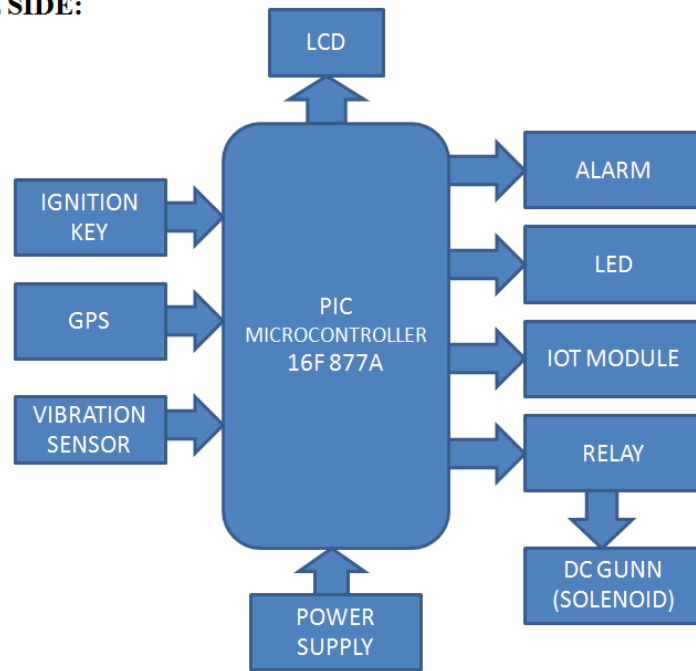 SIDE:
LCD
ALARM
IGNITION
KEY
LED
GPS
PIC
MICROCONTROLLER
16F 877A
IOT MODULE
VIBRATION
SENSOR
RELAY
DC GUNN
(SOLENOID)
POWER
SUPPLY